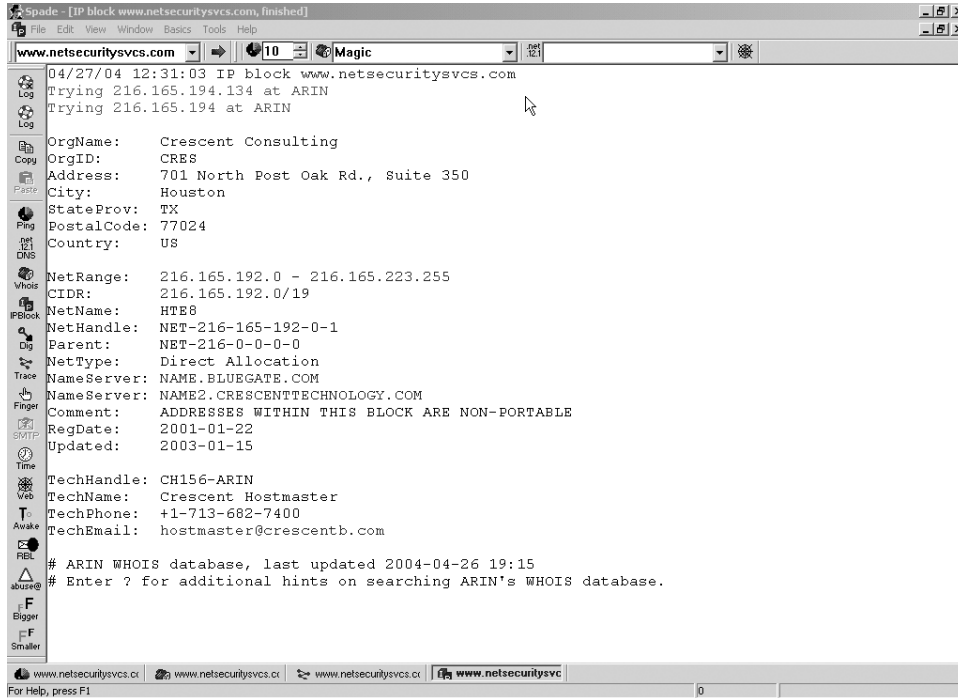 Spade - [IP block www.netsecuritysvcs.com, finished]
File Edit View Window Basics Tools Help
www.netsecuritysvcs.com 10 Magic .net 12.1
Log
Log
Copy
Paste
Ping
.net 12.1 DNS
Whois
IPBlock
Dig
Trace
Finger
SMTP
Time
Web
Awake
RBL
abuse@
FF Bigger
FF Smaller
04/27/04 12:31:03 IP block www.netsecuritysvcs.com
Trying 216.165.194.134 at ARIN
Trying 216.165.194 at ARIN
OrgName: Crescent Consulting
OrgID: CRES
Address: 701 North Post Oak Rd., Suite 350
City: Houston
StateProv: TX
PostalCode: 77024
Country: US
NetRange: 216.165.192.0 - 216.165.223.255
CIDR: 216.165.192.0/19
NetName: HTE8
NetHandle: NET-216-165-192-0-1
Parent: NET-216-0-0-0-0
NetType: Direct Allocation
NameServer: NAME.BLUEGATE.COM
NameServer: NAME2.CRESCENTTECHNOLOGY.COM
Comment: ADDRESSES WITHIN THIS BLOCK ARE NON-PORTABLE
RegDate: 2001-01-22
Updated: 2003-01-15
TechHandle: CH156-ARIN
TechName: Crescent Hostmaster
TechPhone: +1-713-682-7400
TechEmail: hostmaster@crescentb.com
# ARIN WHOIS database, last updated 2004-04-26 19:15
# Enter ? for additional hints on searching ARIN's WHOIS database.
www.netsecuritysvcs.cc www.netsecuritysvcs.cc www.netsecuritysvcs.cc www.netsecuritysvc
For Help, press F1 0